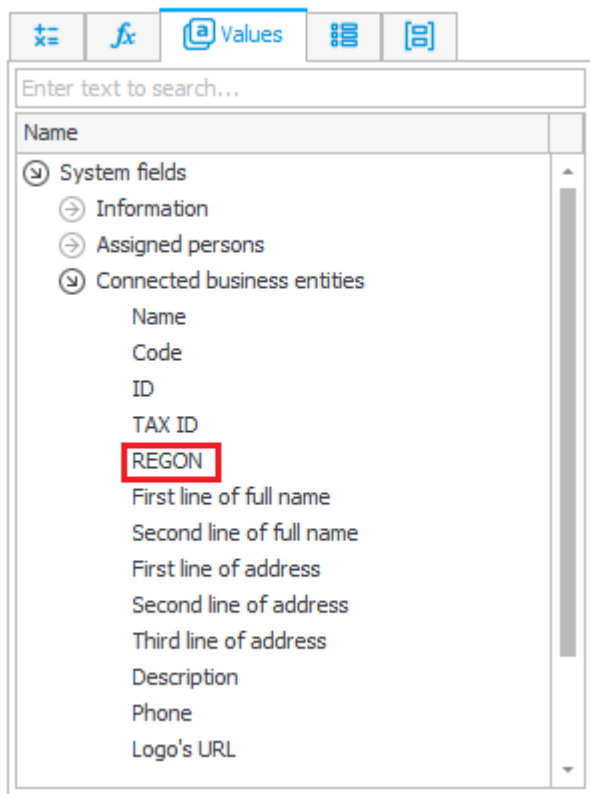 Values
Enter text to search...
Name
System fields
Information
Assigned persons
Connected business entities
Name
Code
ID
TAX ID
REGON
First line of full name
Second line of full name
First line of address
Second line of address
Third line of address
Description
Phone
Logo's URL